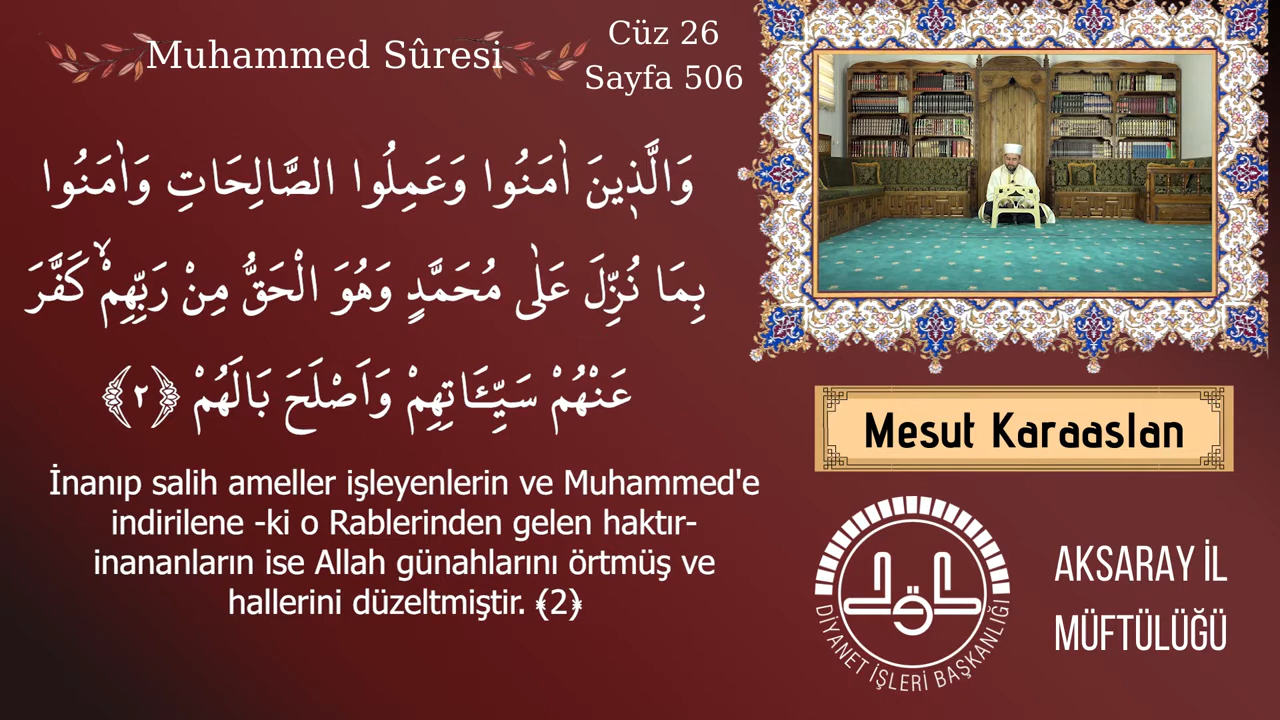 Muhammed Sûresi
Cüz 26
Sayfa 506
وَالَّذ۪ينَ اٰمَنُوا وَعَمِلُوا الصَّالِحَاتِ وَاٰمَنُوا
بِمَا نُزِّلَ عَلٰى مُحَمَّدٍ وَهُوَ الْحَقُّ مِنْ رَبِّهِمْۙ كَفَّرَ
عَنْهُمْ سَيِّـَٔاتِهِمْ وَاَصْلَحَ بَالَهُمْ ﴿٢﴾
İnanıp salih ameller işleyenlerin ve Muhammed'e
indirilene -ki o Rablerinden gelen haktır-
inananların ise Allah günahlarını örtmüş ve
hallerini düzeltmiştir. ﴾2﴿
Mesut Karaaslan
DİYANET İŞLERİ BAŞKANLIĞI
AKSARAY İL
MÜFTÜLÜĞÜ